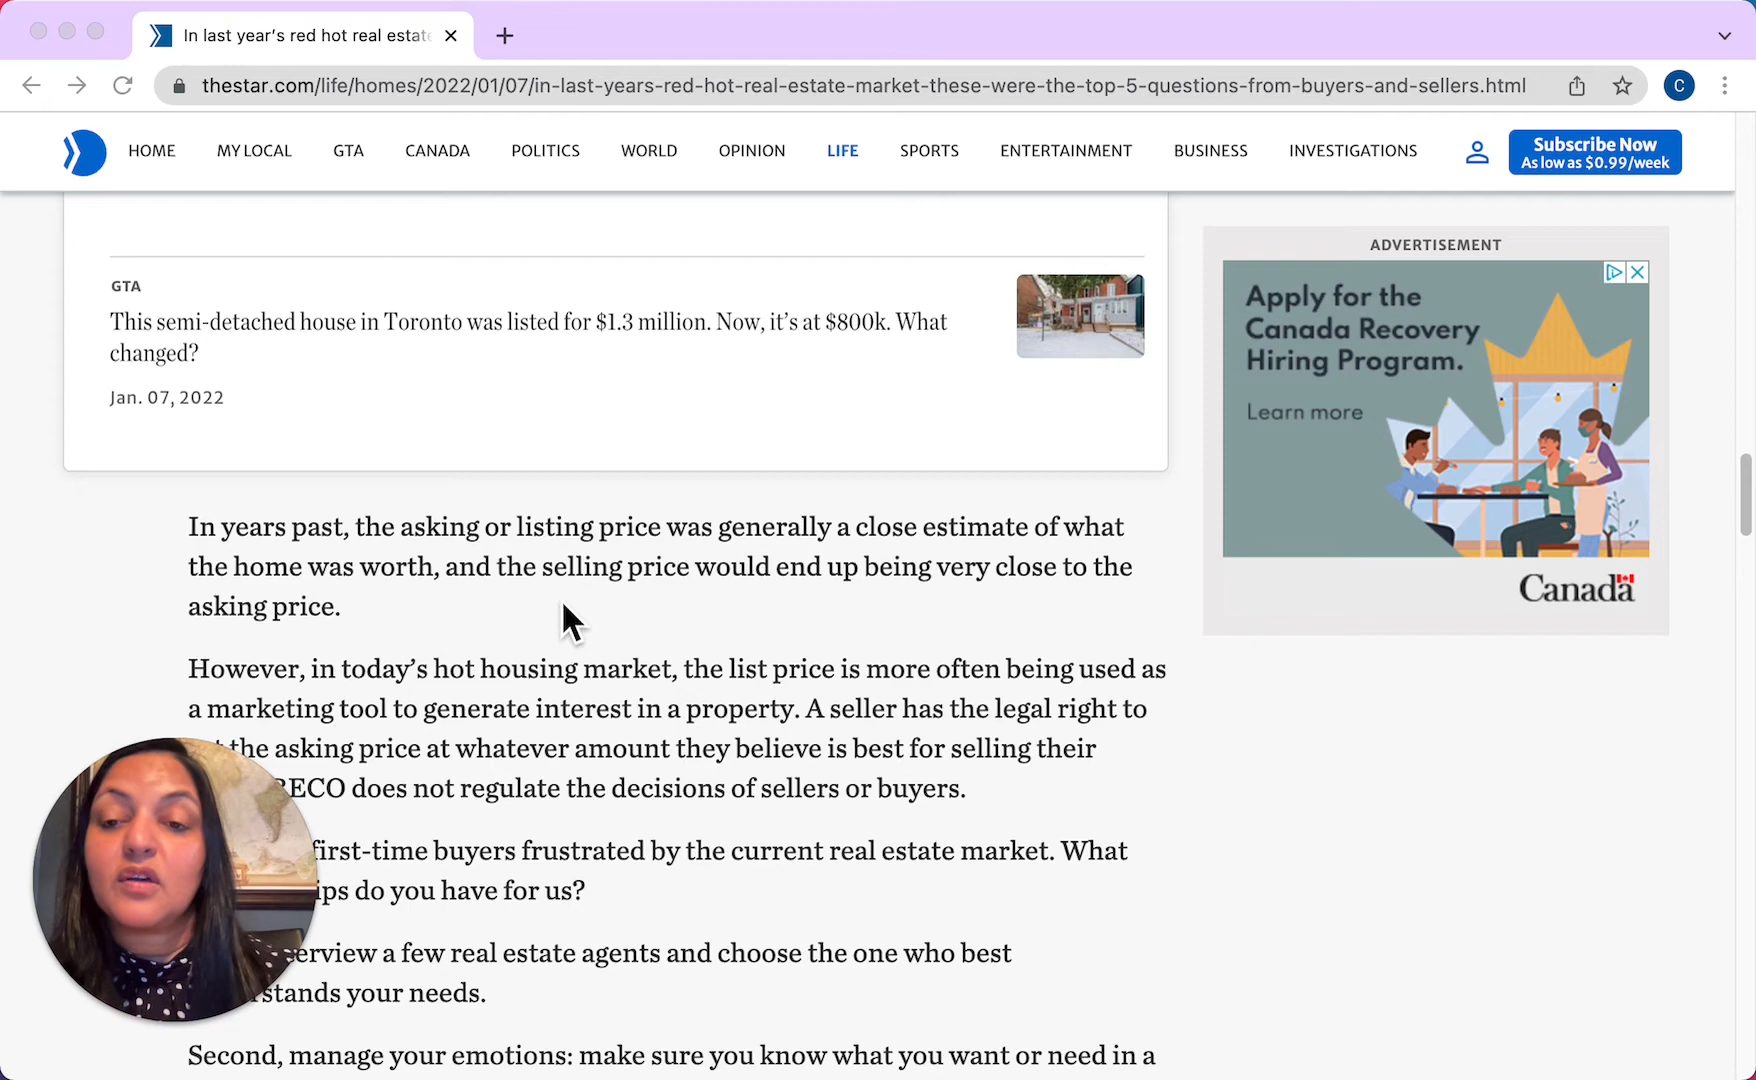 In last year's red hot real estate
thestar.com/life/homes/2022/01/07/in-last-years-red-hot-real-estate-market-these-were-the-top-5-questions-from-buyers-and-sellers.html
C
HOME MY LOCAL GTA CANADA POLITICS WORLD OPINION LIFE SPORTS ENTERTAINMENT BUSINESS INVESTIGATIONS
Subscribe Now
As low as $0.99/week
GTA
This semi-detached house in Toronto was listed for $1.3 million. Now, it's at $800k. What
changed?
Jan. 07, 2022
ADVERTISEMENT
Apply for the
Canada Recovery
Hiring Program.
Learn more
Canada
In years past, the asking or listing price was generally a close estimate of what
the home was worth, and the selling price would end up being very close to the
asking price.
However, in today's hot housing market, the list price is more often being used as
a marketing tool to generate interest in a property. A seller has the legal right to
the asking price at whatever amount they believe is best for selling their
RECO does not regulate the decisions of sellers or buyers.
first-time buyers frustrated by the current real estate market. What
ips do you have for us?
erview a few real estate agents and choose the one who best
stands your needs.
Second, manage your emotions: make sure you know what you want or need in a